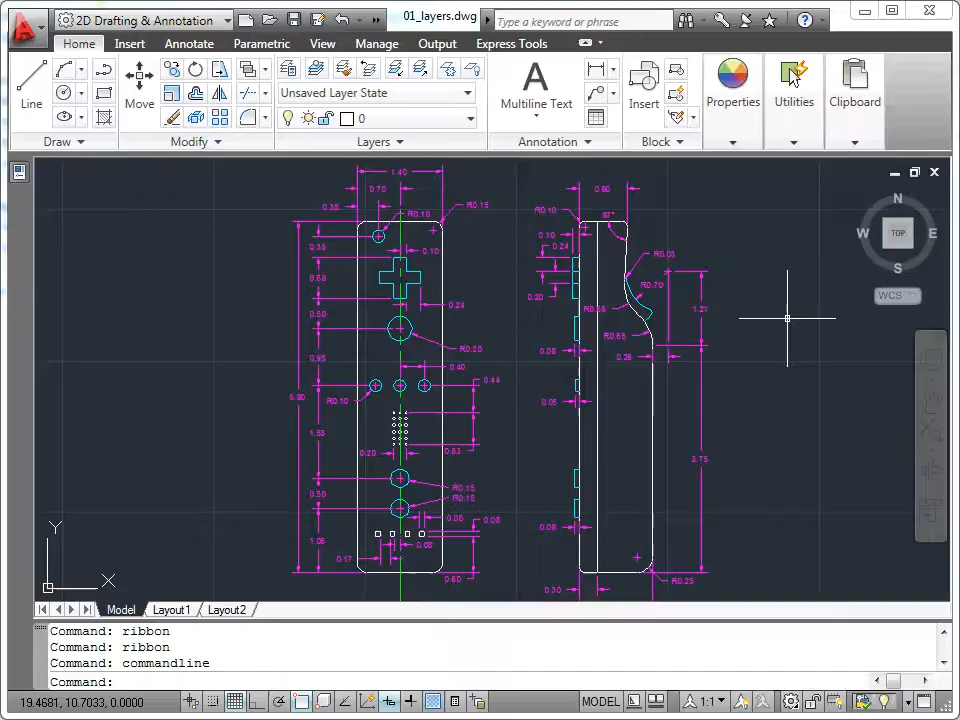 2D Drafting & Annotation
01_layers.dwg
Type a keyword or phrase
Home Insert Annotate Parametric View Manage Output Express Tools
Line
Move
Unsaved Layer State
0
Multiline Text
Insert
Properties
Utilities
Clipboard
Draw
Modify
Layers
Annotation
Block
1.40
0.70
0.35
R0.10
R0.15
0.35
0.10
0.68
0.24
0.50
R0.20
0.95
0.40
0.44
5.80
R0.10
1.53
0.20
0.83
R0.15
R0.15
0.50
0.08
0.08
1.05
0.08
0.17
0.60
0.80
R0.10
87°
0.10
0.24
R0.03
R0.70
0.20
1.21
R0.65
0.08
0.26
0.05
3.75
0.08
R0.25
0.30
N
W
TOP
E
S
WCS
Y
X
Model Layout1 Layout2
Command: ribbon
Command: ribbon
Command: commandline
Command:
19.4681, 10.7033, 0.0000
MODEL
1:1